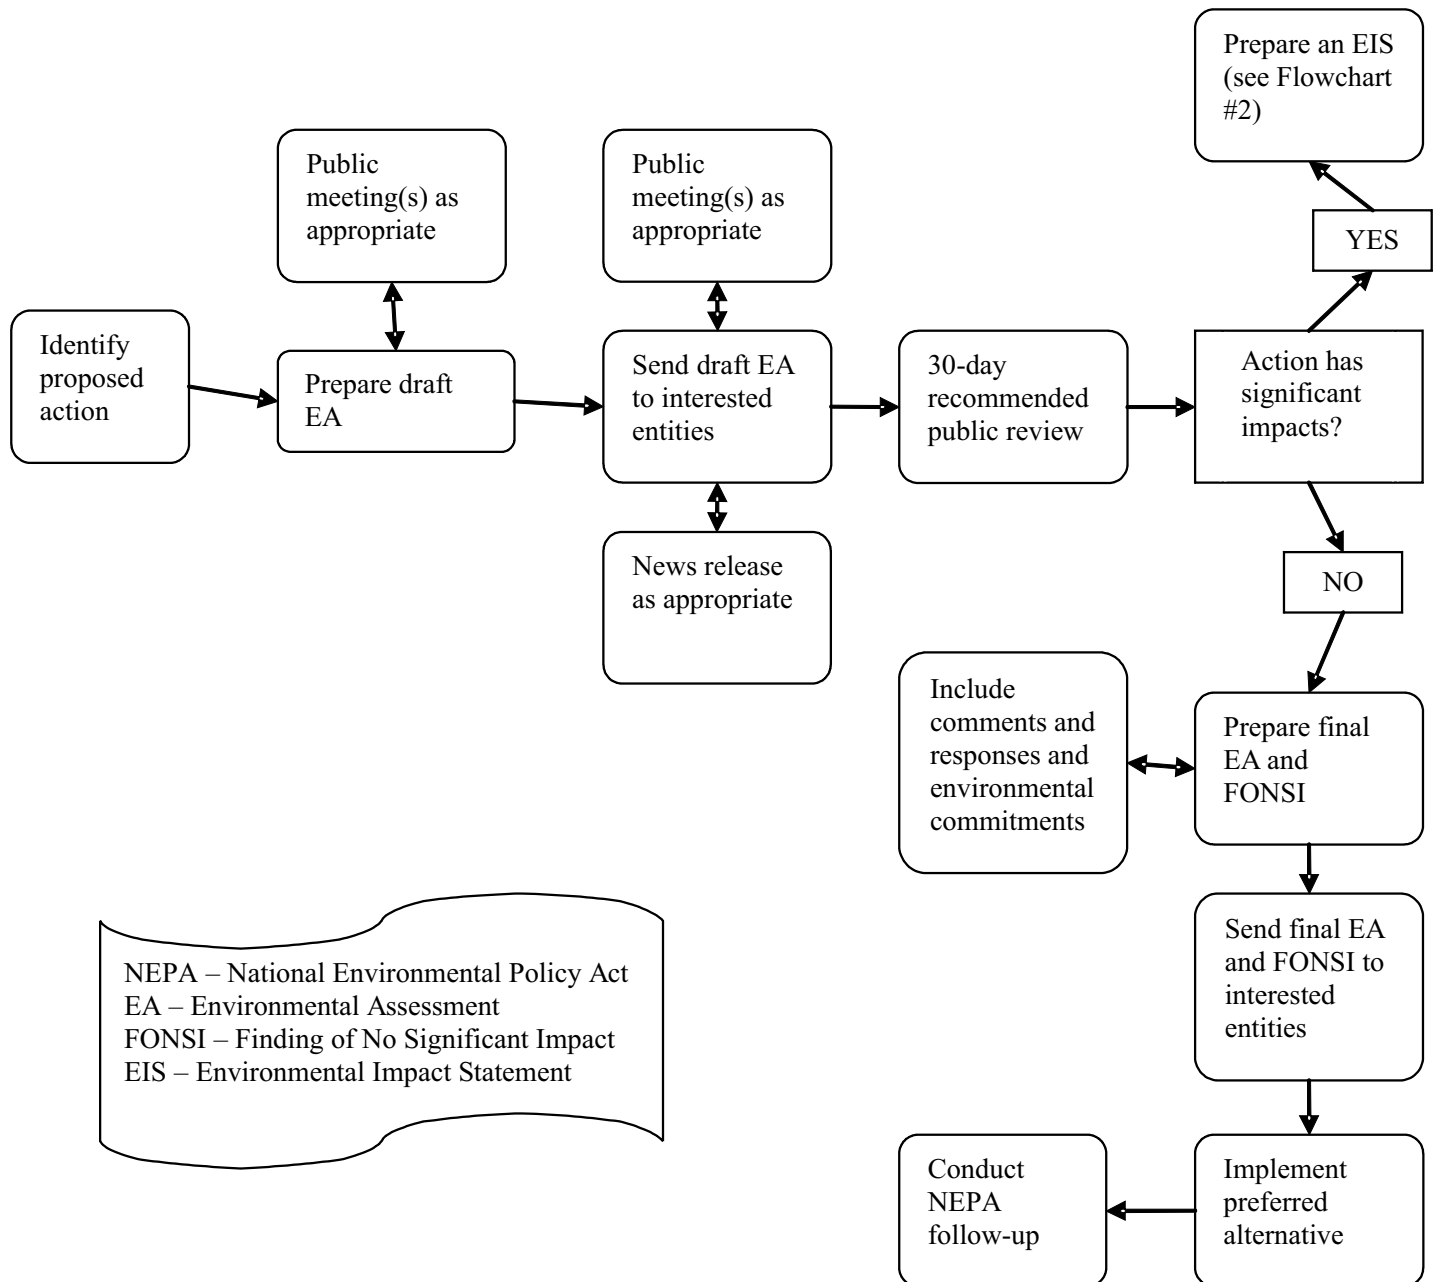 Prepare an EIS
(see Flowchart
#2)
Public
meeting(s) as
appropriate
Public
meeting(s) as
appropriate
YES
Identify
proposed
action
Prepare draft
EA
Send draft EA
to interested
entities
30-day
recommended
public review
Action has
significant
impacts?
News release
as appropriate
NO
Include
comments and
responses and
environmental
commitments
Prepare final
EA and
FONSI
Send final EA
and FONSI to
interested
entities
NEPA – National Environmental Policy Act
EA – Environmental Assessment
FONSI – Finding of No Significant Impact
EIS – Environmental Impact Statement
Conduct
NEPA
follow-up
Implement
preferred
alternative